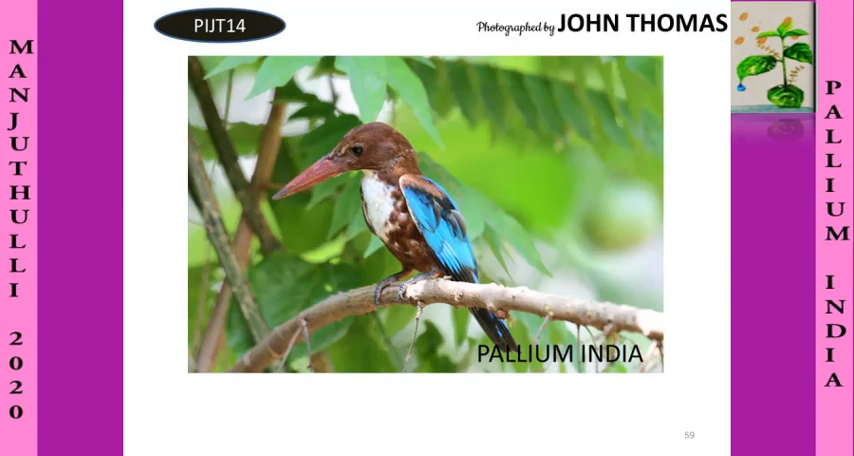 MANJUTHULLI 2020
PIJT14
Photographed by JOHN THOMAS
PALLIUM INDIA
PALLIUM INDIA
59